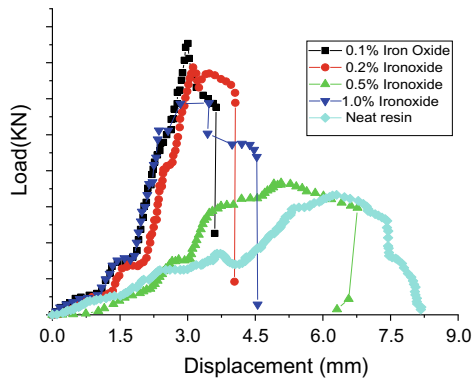 Load(KN)
0.1% Iron Oxide
0.2% Ironoxide
0.5% Ironoxide
1.0% Ironoxide
Neat resin
0.0 1.5 3.0 4.5 6.0 7.5 9.0
Displacement (mm)